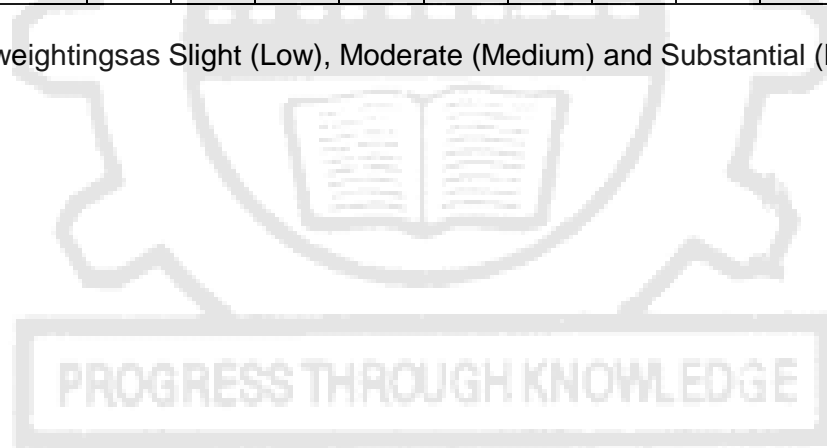 weightingsas Slight (Low), Moderate (Medium) and Substantial (
PROGRESS THROUGH KNOWLEDGE